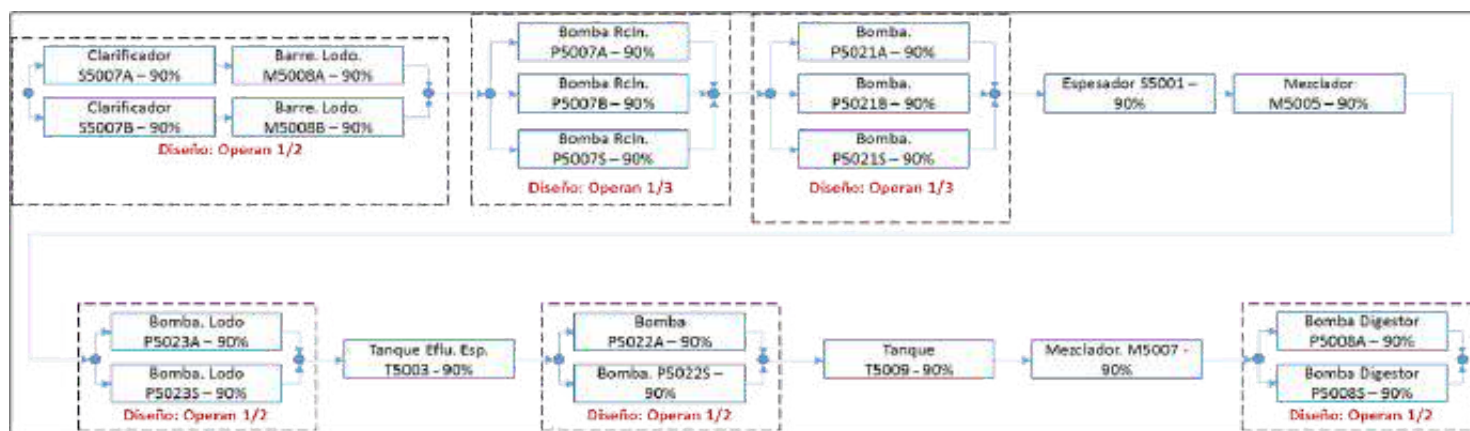 Clarificador
S5007A – 90%
Barre. Lodo.
M5008A – 90%
Clarificador
S5007B – 90%
Barre. Lodo.
M5008B – 90%
Diseño: Operan 1/2
Bomba Rcln.
P5007A – 90%
Bomba Rcln.
P5007B – 90%
Bomba Rcln.
P5007S – 90%
Diseño: Operan 1/3
Bomba.
P5021A – 90%
Bomba.
P5021B – 90%
Bomba.
P5021S – 90%
Diseño: Operan 1/3
Espesador S5001 –
90%
Mezclador
M5005 – 90%
Bomba. Lodo
P5023A – 90%
Bomba. Lodo
P5023S – 90%
Diseño: Operan 1/2
Tanque Eflu. Esp.
T5003 - 90%
Bomba
P5022A – 90%
Bomba. P5022S –
90%
Diseño: Operan 1/2
Tanque
T5009 - 90%
Mezclador. M5007 -
90%
Bomba Digestor
P5008A – 90%
Bomba Digestor
P5008S – 90%
Diseño: Operan 1/2